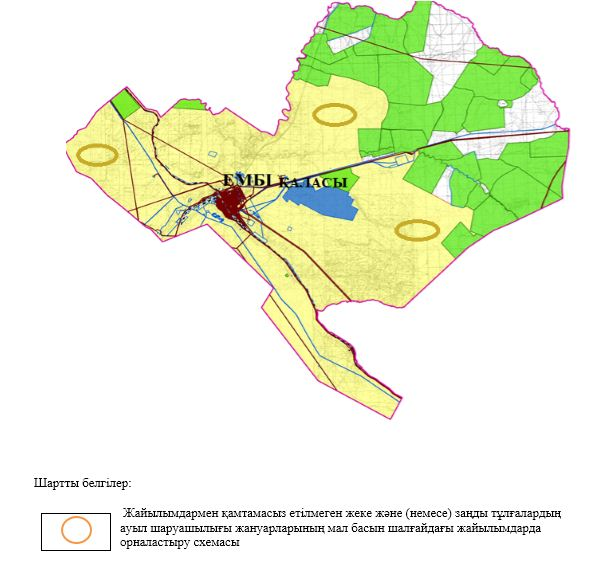 ЕМБІ ҚАЛАСЫ
Шартты белгілер:
Жайылымдармен қамтамасыз етілмеген жеке және (немесе) заңды тұлғалардың
ауыл шаруашылығы жануарларының мал басын шалғайдағы жайылымдарда
орналастыру схемасы